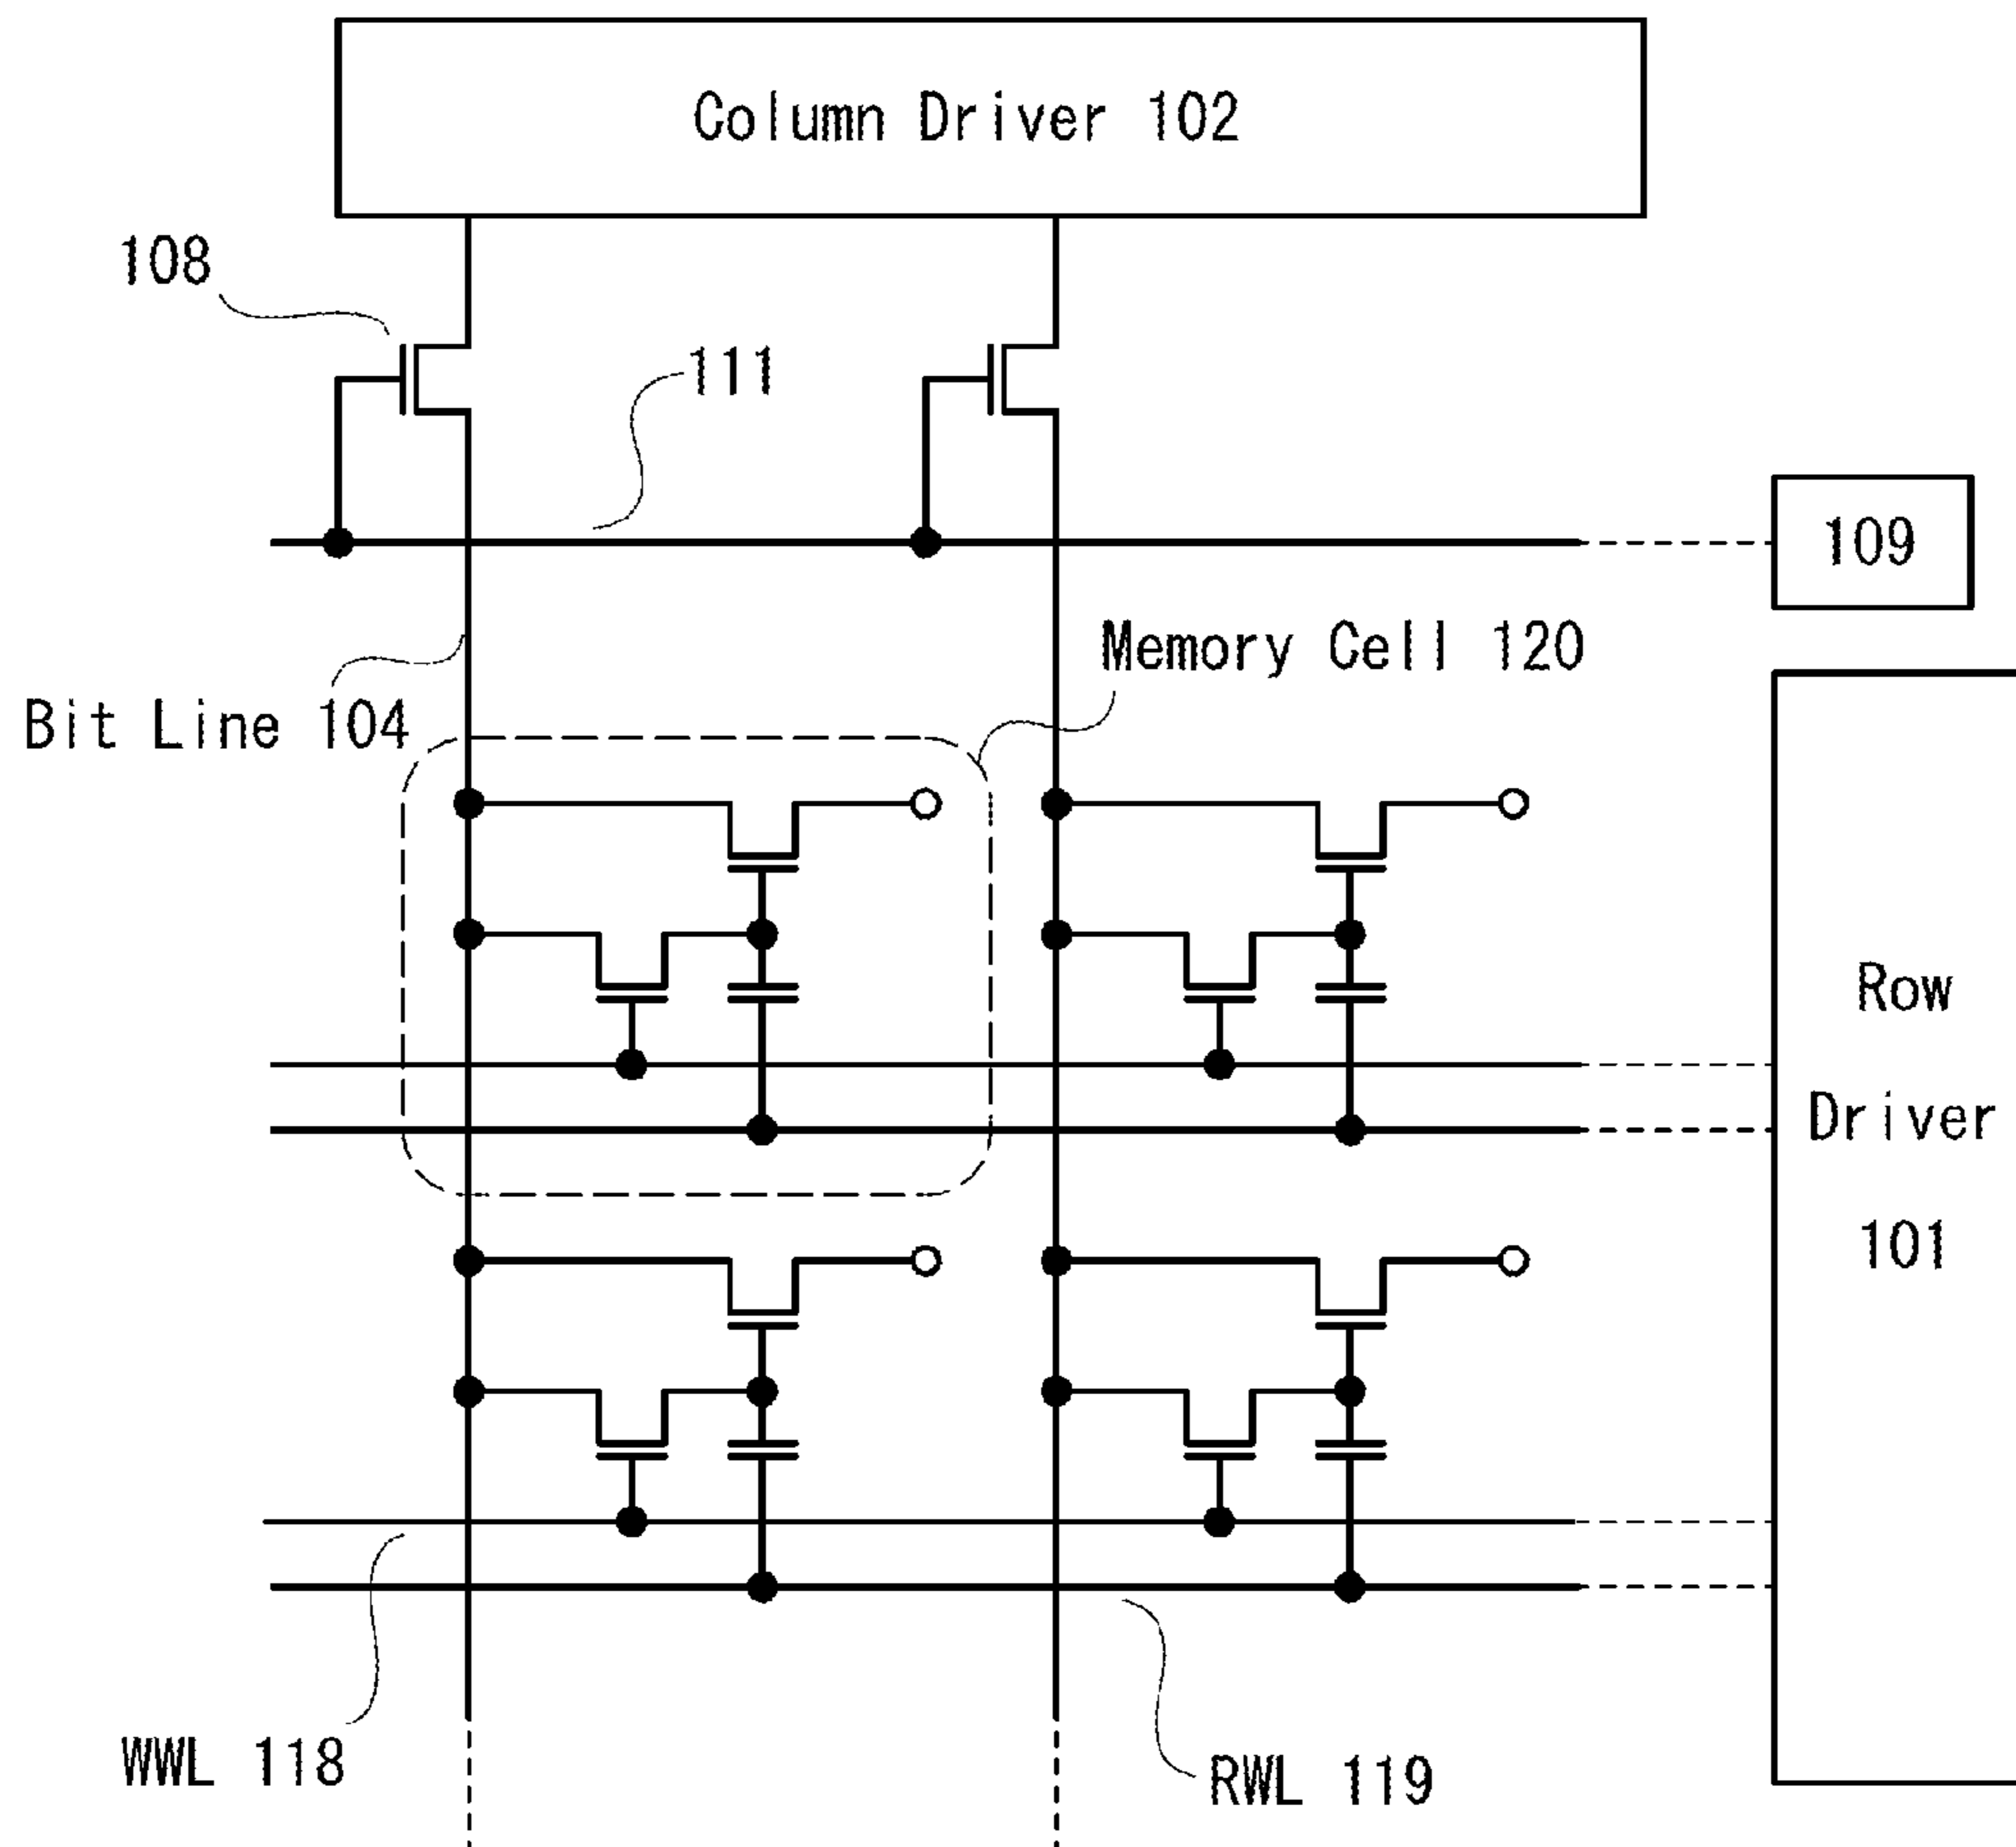 Column Driver 102
108
111
109
Memory Cell 120
Bit Line 104
Row
Driver
101
WWL 118
RWL 119